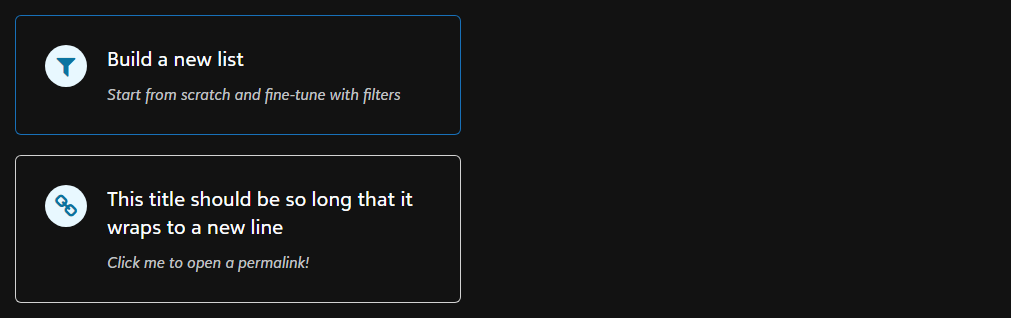 Build a new list
Start from scratch and fine-tune with filters
This title should be so long that it
wraps to a new line
Click me to open a permalink!